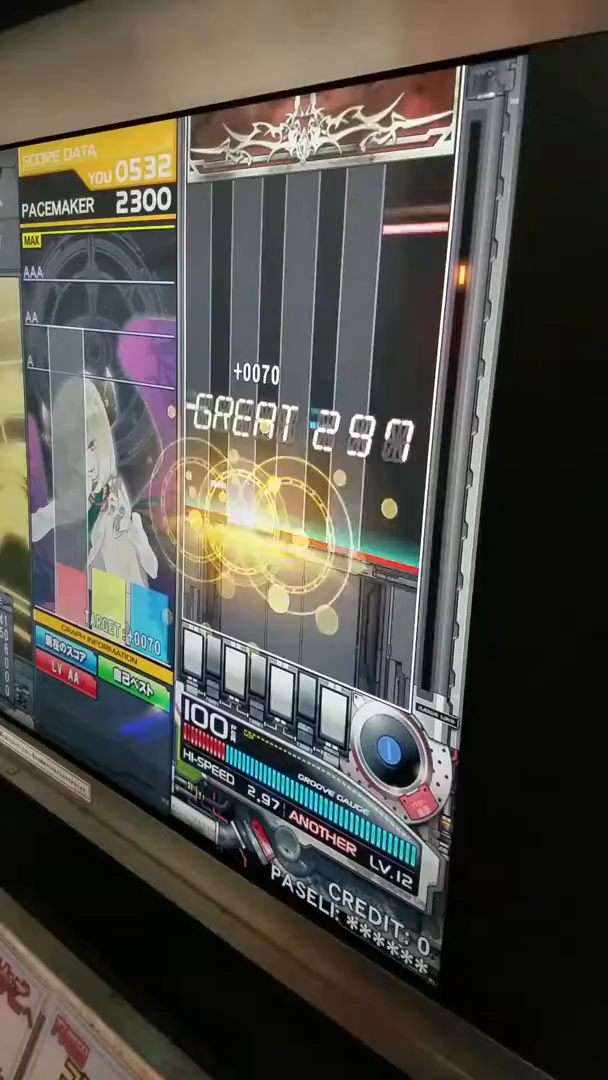 SCORE DATA
YOU 0532
PACEMAKER 2300
MAX
AAA
AA
A
+0070
GREAT 297
TARGET:+0070
GRAPH INFORMATION
現在のスコア
自己ベスト
LV AA
100
HI-SPEED 2.97
GROOVE GAUGE
ANOTHER LV.12
CREDIT: 0
PASELI: ******